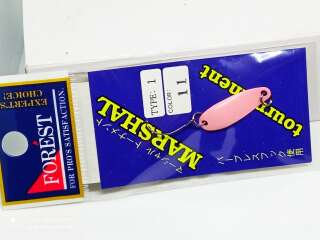 EXPERT'S
CHOICE!
FOREST
FOR PRO'S SATISFACTION.
TYPE: 1
COLOR 11
tournament
MARSHAL
マーシャル トーナメント
バーブレスフック使用